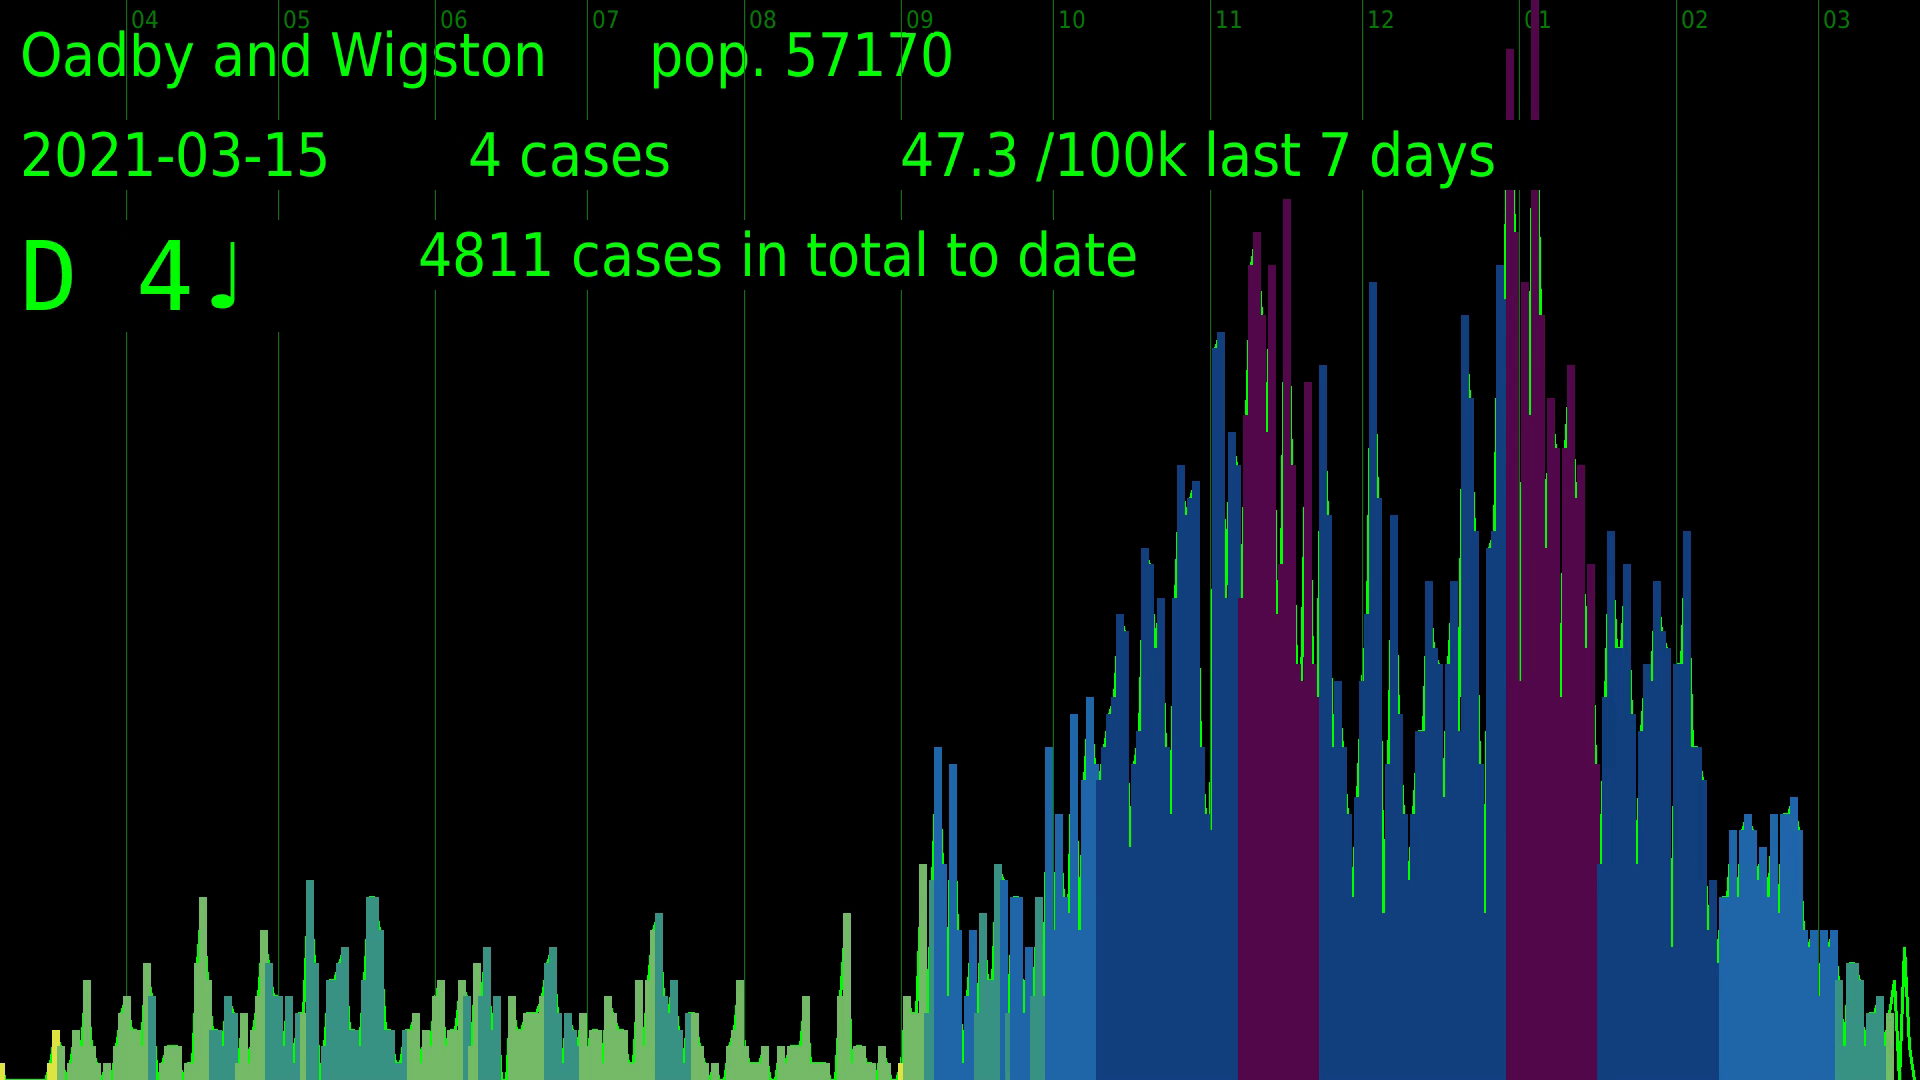 04 05 06 07 08 09 10 11 12 01 02 03
Oadby and Wigston pop. 57170
2021-03-15 4 cases 47.3 /100k last 7 days
D 4♩ 4811 cases in total to date